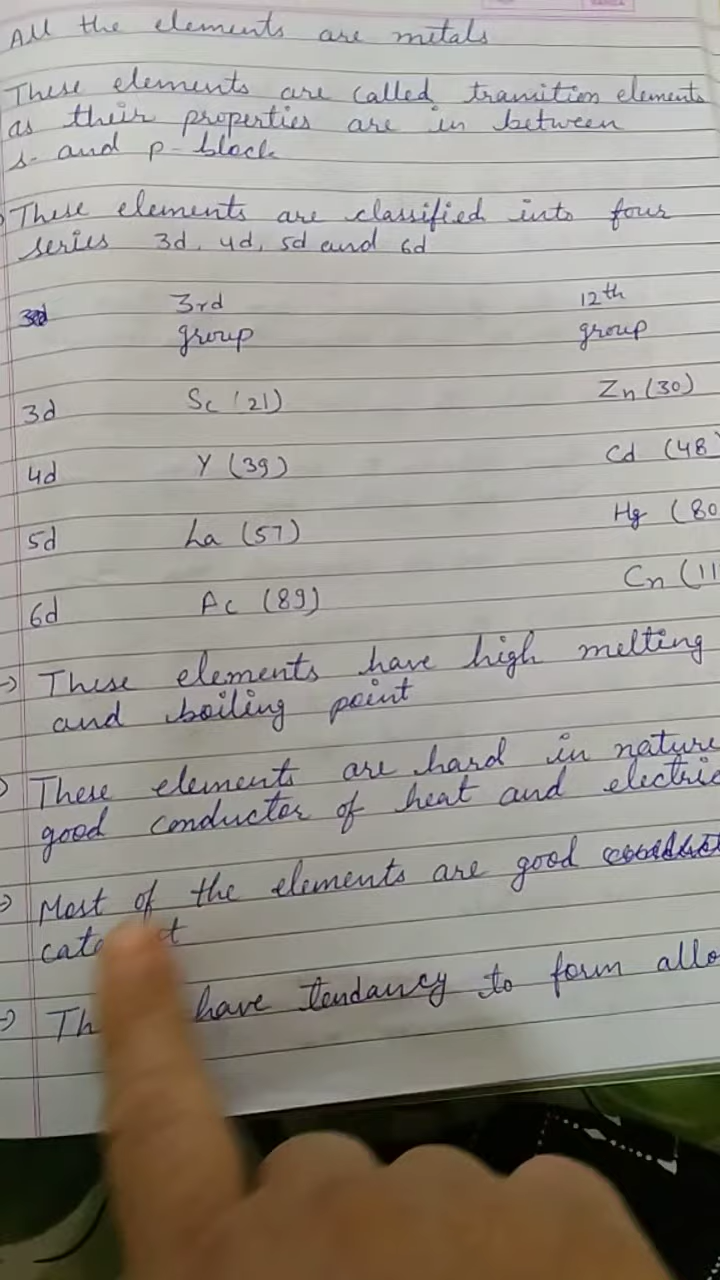 All the elements are metals
These elements are called tranition elements
as their properties are in between
s- and p-block
These elements are classified into four
series 3d, 4d, 5d and 6d
3rd 12th
group group
3d Sc (21) Zn (30)
4d Y (39) Cd (48
5d La (57) Hg (80
6d Ac (89) Cn (11
→ These elements have high melting
and boiling point
These elements are hard in nature
good conductor of heat and electric
→ Most of the elements are good
→ have tendancy to form allo